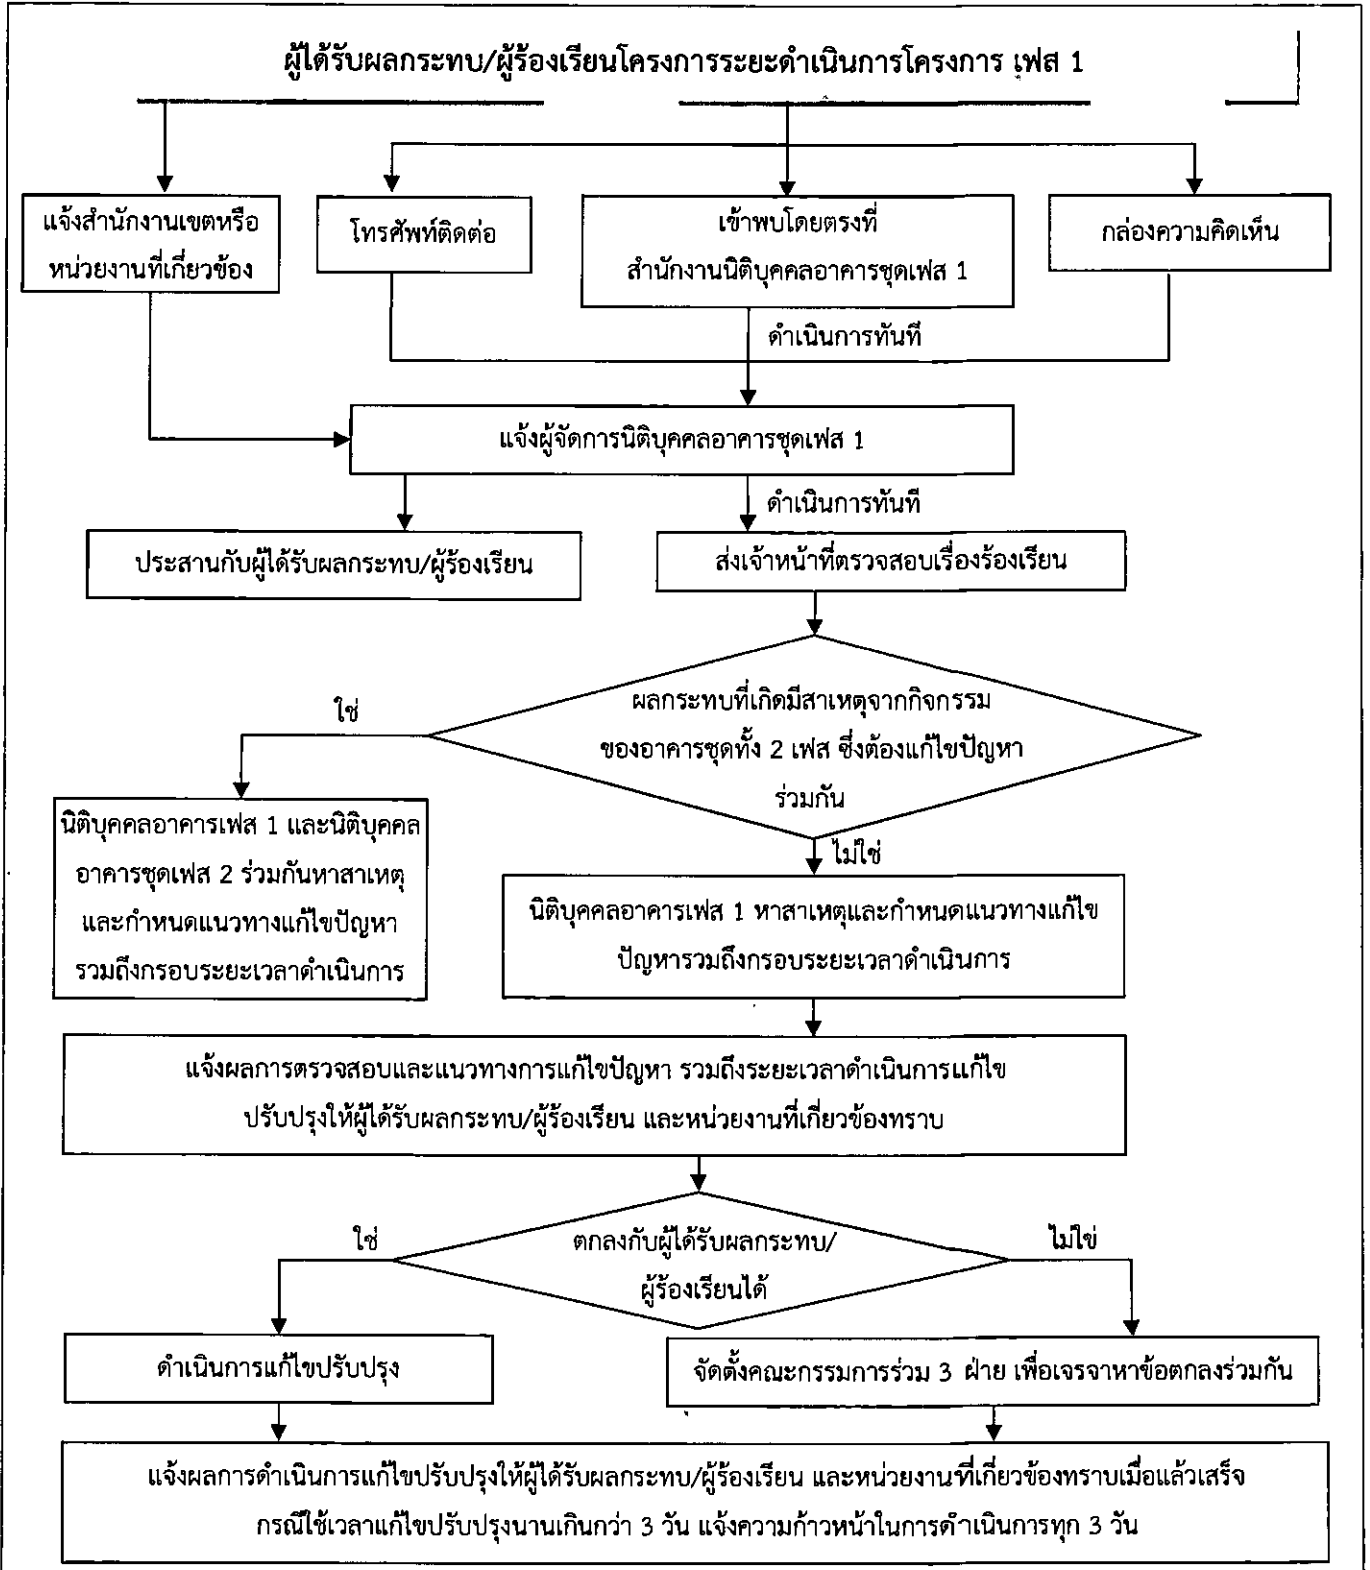 ผู้ได้รับผลกระทบ/ผู้ร้องเรียนโครงการระยะดำเนินการโครงการ เฟส 1
แจ้งสำนักงานเขตหรือ
หน่วยงานที่เกี่ยวข้อง
โทรศัพท์ติดต่อ
เข้าพบโดยตรงที่
สำนักงานนิติบุคคลอาคารชุดเฟส 1
กล่องความคิดเห็น
ดำเนินการทันที
แจ้งผู้จัดการนิติบุคคลอาคารชุดเฟส 1
ดำเนินการทันที
ประสานกับผู้ได้รับผลกระทบ/ผู้ร้องเรียน
ส่งเจ้าหน้าที่ตรวจสอบเรื่องร้องเรียน
ผลกระทบที่เกิดมีสาเหตุจากกิจกรรม
ของอาคารชุดทั้ง 2 เฟส ซึ่งต้องแก้ไขปัญหา
ร่วมกัน
ใช่
ไม่ใช่
นิติบุคคลอาคารเฟส 1 และนิติบุคคล
อาคารชุดเฟส 2 ร่วมกันหาสาเหตุ
และกำหนดแนวทางแก้ไขปัญหา
รวมถึงกรอบระยะเวลาดำเนินการ
นิติบุคคลอาคารเฟส 1 หาสาเหตุและกำหนดแนวทางแก้ไข
ปัญหารวมถึงกรอบระยะเวลาดำเนินการ
แจ้งผลการตรวจสอบและแนวทางการแก้ไขปัญหา รวมถึงระยะเวลาดำเนินการแก้ไข
ปรับปรุงให้ผู้ได้รับผลกระทบ/ผู้ร้องเรียน และหน่วยงานที่เกี่ยวข้องทราบ
ใช่
ตกลงกับผู้ได้รับผลกระทบ/
ผู้ร้องเรียนได้
ไม่ไข่
ดำเนินการแก้ไขปรับปรุง
จัดตั้งคณะกรรมการร่วม 3 ฝ่าย เพื่อเจรจาหาข้อตกลงร่วมกัน
แจ้งผลการดำเนินการแก้ไขปรับปรุงให้ผู้ได้รับผลกระทบ/ผู้ร้องเรียน และหน่วยงานที่เกี่ยวข้องทราบเมื่อแล้วเสร็จ
กรณีใช้เวลาแก้ไขปรับปรุงนานเกินกว่า 3 วัน แจ้งความก้าวหน้าในการดำเนินการทุก 3 วัน